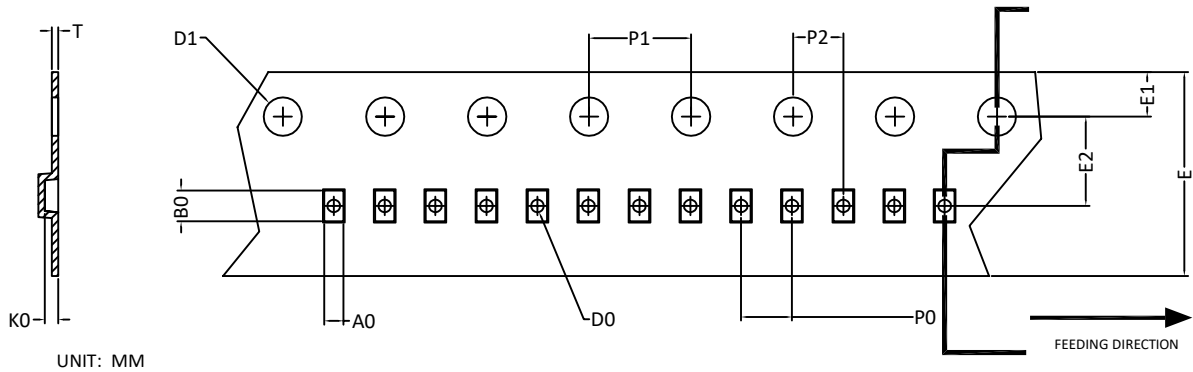 T
D1
P1
P2
E1
E2
E
B0
K0
A0
D0
P0
FEEDING DIRECTION
UNIT: MM